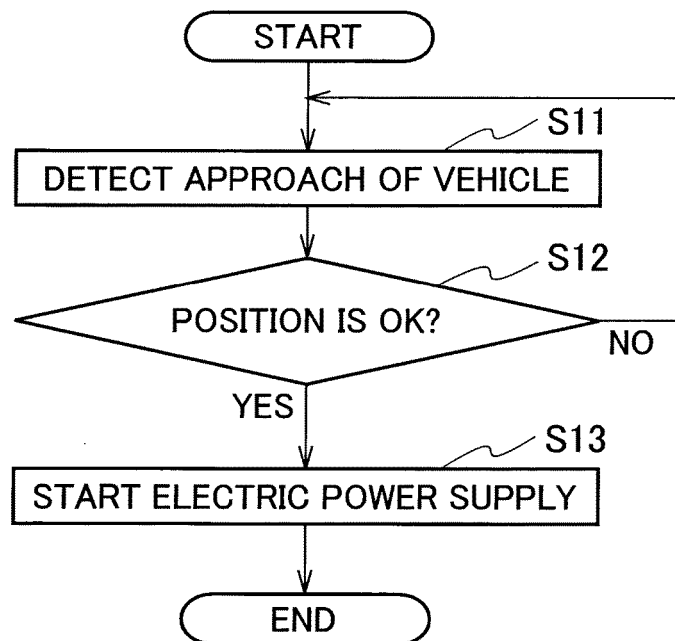 START
S11
DETECT APPROACH OF VEHICLE
S12
POSITION IS OK?
NO
YES
S13
START ELECTRIC POWER SUPPLY
END